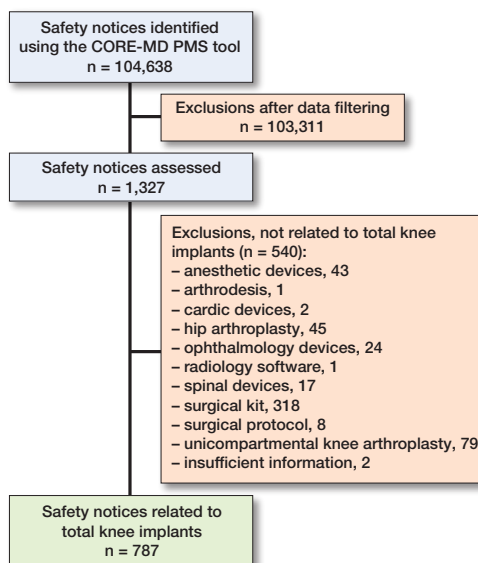 Safety notices identified
using the CORE-MD PMS tool
n = 104,638
Exclusions after data filtering
n = 103,311
Safety notices assessed
n = 1,327
Exclusions, not related to total knee
implants (n = 540):
– anesthetic devices, 43
– arthrodesis, 1
– cardic devices, 2
– hip arthroplasty, 45
– ophthalmology devices, 24
– radiology software, 1
– spinal devices, 17
– surgical kit, 318
– surgical protocol, 8
– unicompartmental knee arthroplasty, 79
– insufficient information, 2
Safety notices related to
total knee implants
n = 787